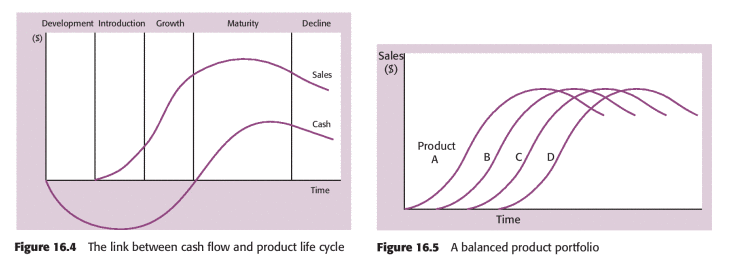 Development Introduction Growth Maturity Decline
($)
Sales
Cash
Time
Figure 16.4 The link between cash flow and product life cycle
Sales
($)
Product
A B C D
Time
Figure 16.5 A balanced product portfolio